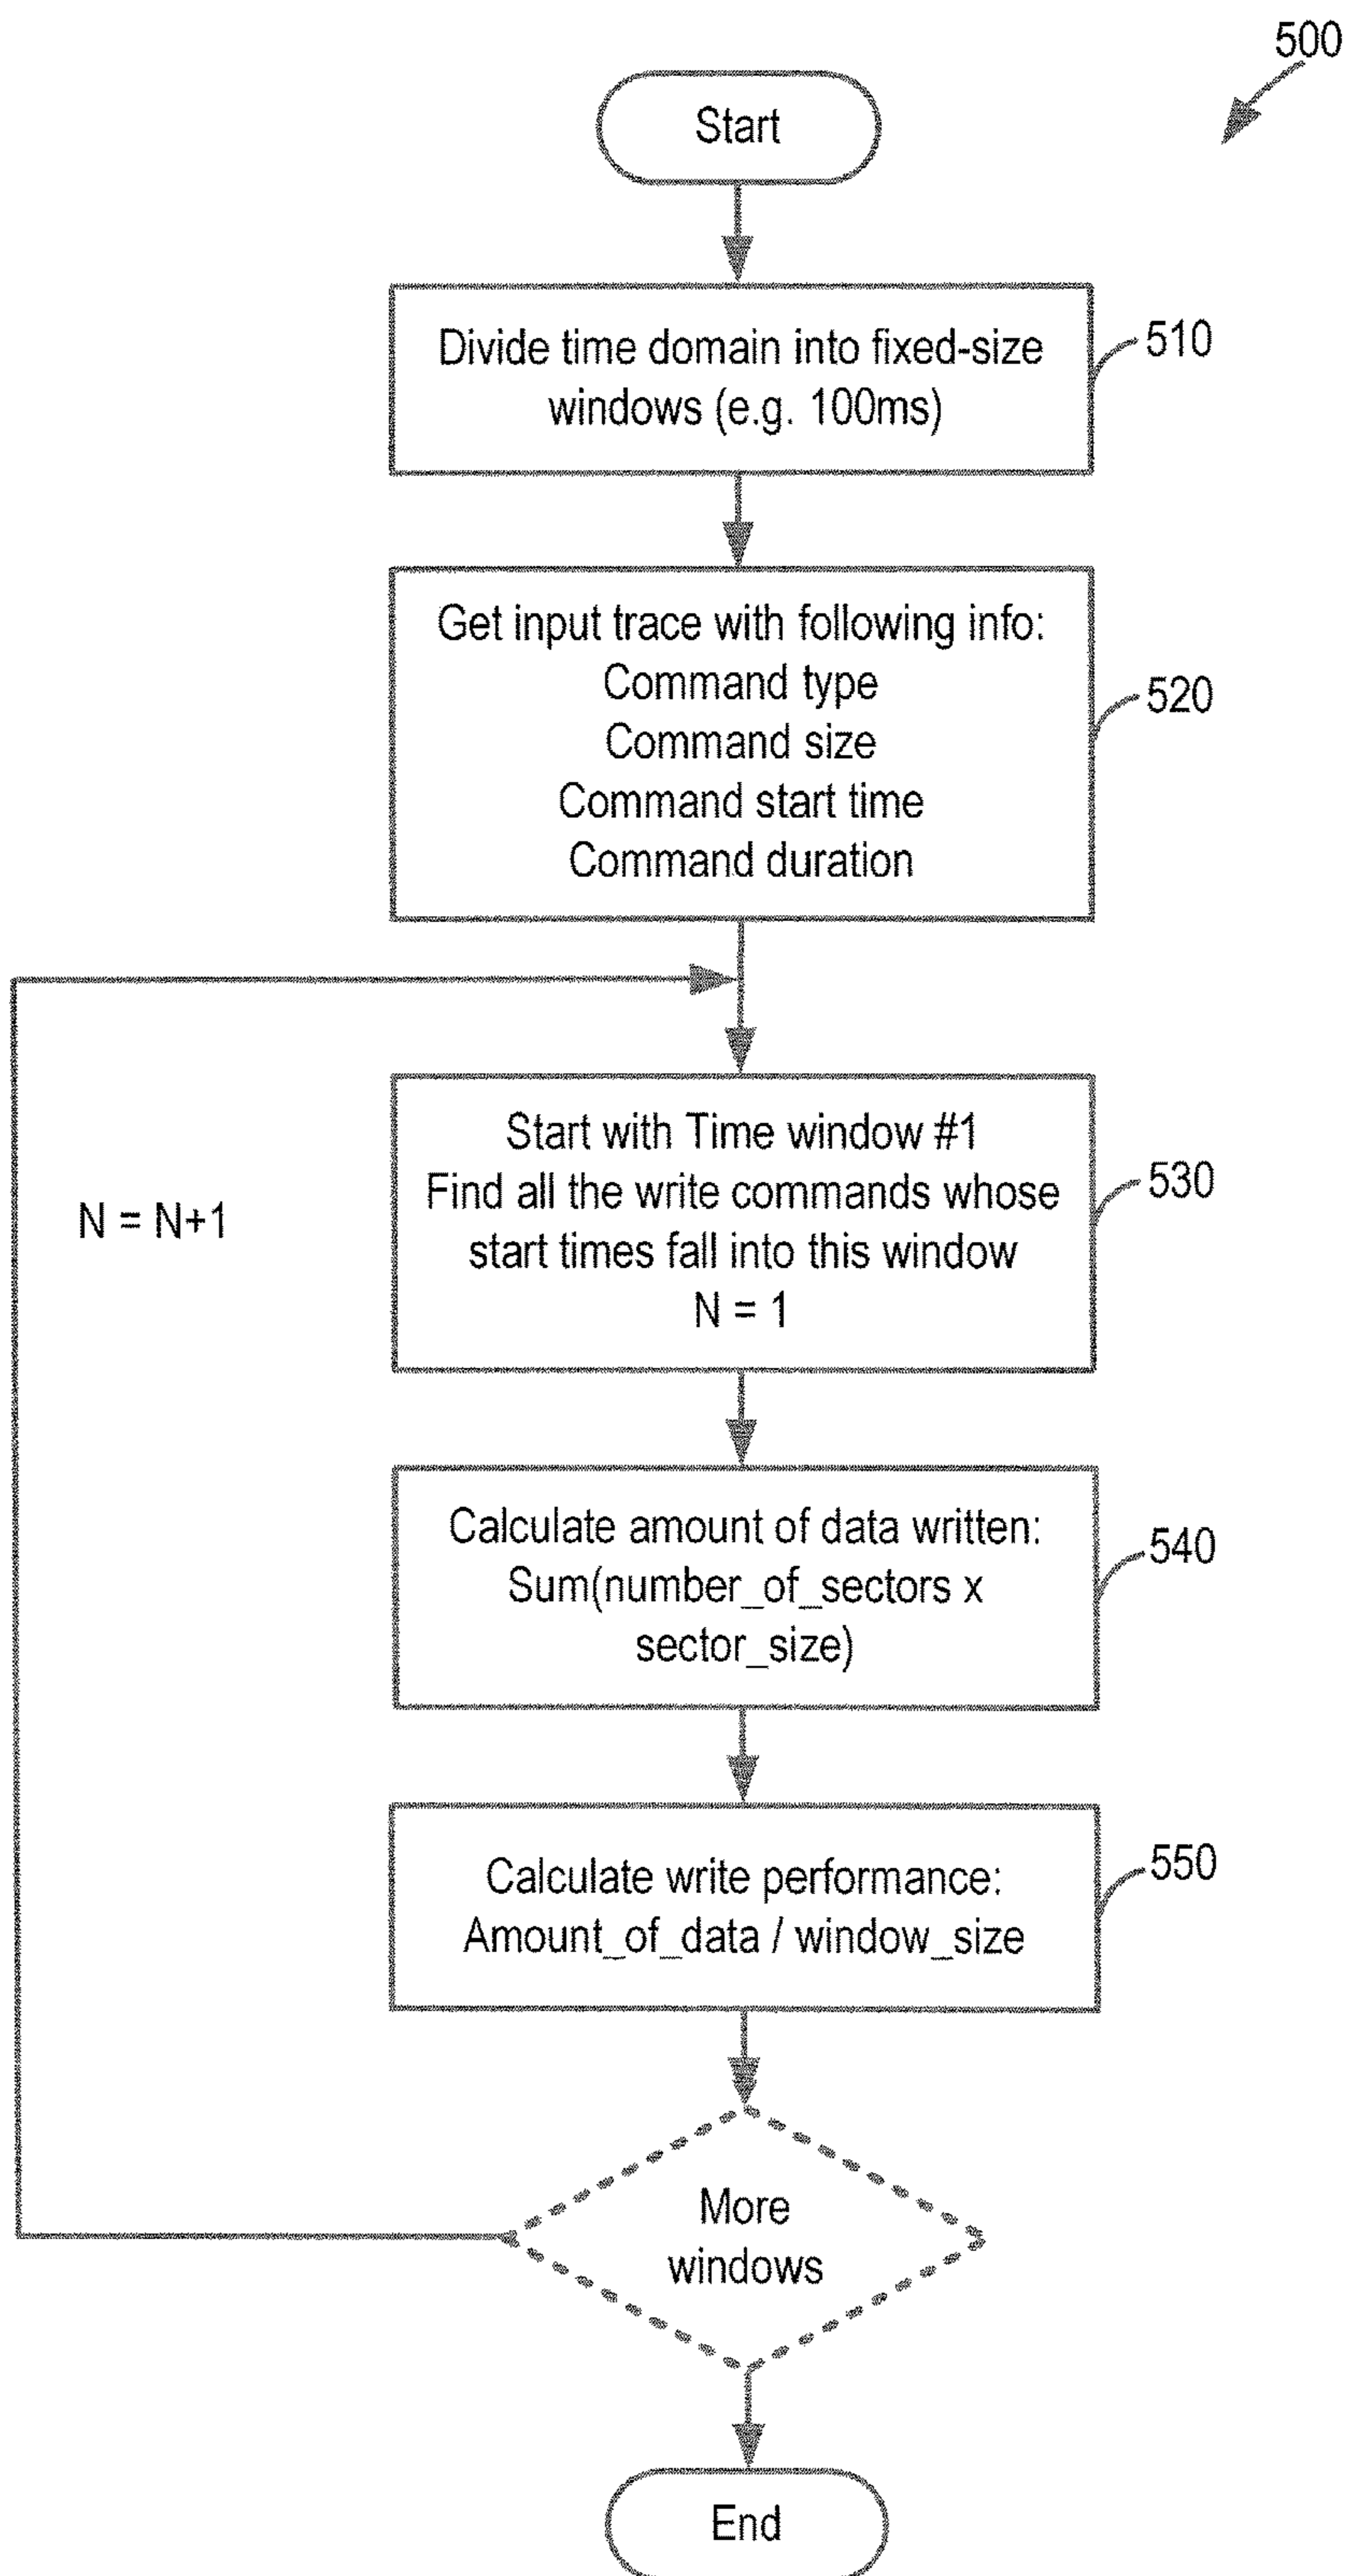 500
Start
Divide time domain into fixed-size
windows (e.g. 100ms)
510
Get input trace with following info:
Command type
Command size
Command start time
Command duration
520
Start with Time window #1
Find all the write commands whose
start times fall into this window
N = 1
530
N = N+1
Calculate amount of data written:
Sum(number_of_sectors x
sector_size)
540
Calculate write performance:
Amount_of_data / window_size
550
More
windows
End